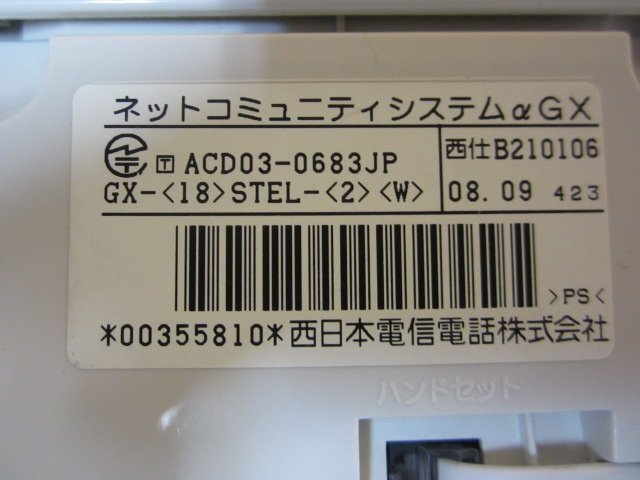 ネットコミュニティシステムαGX
T ACD03-0683JP
西仕B210106
GX-<18>STEL-<2><W>
08.09 423
>PS<
*00355810*西日本電信電話株式会社
ハンドセット